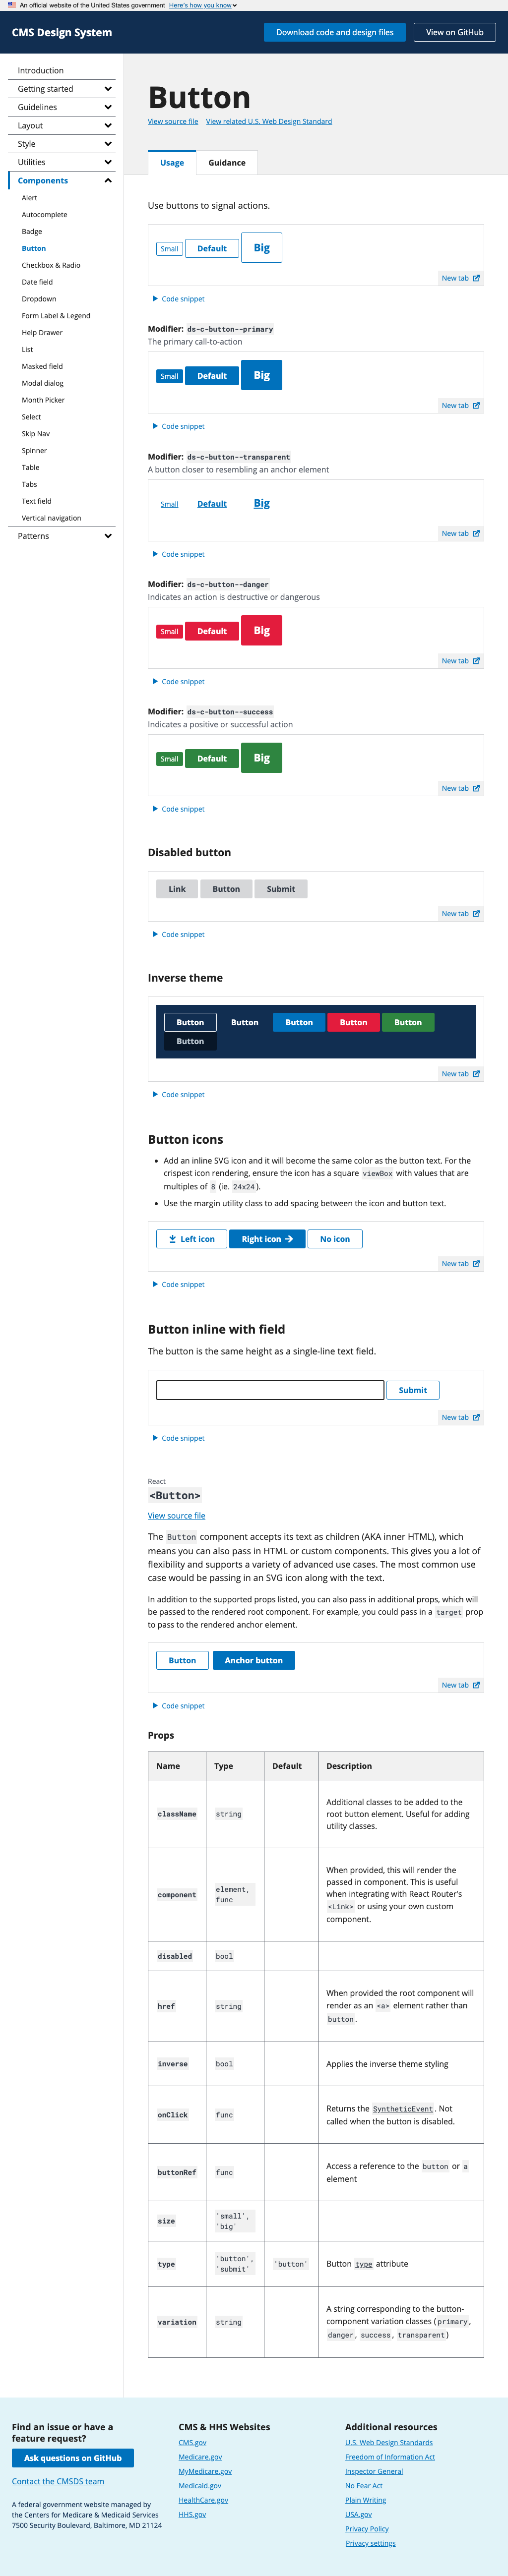 An official website of the United States government Here's how you know
CMS Design System
Download code and design files
View on GitHub
Introduction
Getting started
Guidelines
Layout
Style
Utilities
Components
Alert
Autocomplete
Badge
Button
Checkbox & Radio
Date field
Dropdown
Form Label & Legend
Help Drawer
List
Masked field
Modal dialog
Month Picker
Select
Skip Nav
Spinner
Table
Tabs
Text field
Vertical navigation
Patterns
Button
View source file View related U.S. Web Design Standard
Usage Guidance
Use buttons to signal actions.
Small Default Big
New tab
Code snippet
Modifier: ds-c-button--primary
The primary call-to-action
Small Default Big
New tab
Code snippet
Modifier: ds-c-button--transparent
A button closer to resembling an anchor element
Small Default Big
New tab
Code snippet
Modifier: ds-c-button--danger
Indicates an action is destructive or dangerous
Small Default Big
New tab
Code snippet
Modifier: ds-c-button--success
Indicates a positive or successful action
Small Default Big
New tab
Code snippet
Disabled button
Link Button Submit
New tab
Code snippet
Inverse theme
Button Button Button Button Button
Button
New tab
Code snippet
Button icons
• Add an inline SVG icon and it will become the same color as the button text. For the
crispest icon rendering, ensure the icon has a square viewBox with values that are
multiples of 8 (ie. 24x24).
• Use the margin utility class to add spacing between the icon and button text.
Left icon Right icon No icon
New tab
Code snippet
Button inline with field
The button is the same height as a single-line text field.
Submit
New tab
Code snippet
React
<Button>
View source file
The Button component accepts its text as children (AKA inner HTML), which
means you can also pass in HTML or custom components. This gives you a lot of
flexibility and supports a variety of advanced use cases. The most common use
case would be passing in an SVG icon along with the text.
In addition to the supported props listed, you can also pass in additional props, which will
be passed to the rendered root component. For example, you could pass in a target prop
to pass to the rendered anchor element.
Button Anchor button
New tab
Code snippet
Props
Name Type Default Description
className string
Additional classes to be added to the
root button element. Useful for adding
utility classes.
component
element,
func
When provided, this will render the
passed in component. This is useful
when integrating with React Router's
<Link> or using your own custom
component.
disabled bool
href string
When provided the root component will
render as an <a> element rather than
button.
inverse bool Applies the inverse theme styling
onClick func
Returns the SyntheticEvent. Not
called when the button is disabled.
buttonRef func
Access a reference to the button or a
element
size
'small',
'big'
type
'button',
'submit'
'button' Button type attribute
variation string
A string corresponding to the button-
component variation classes (primary,
danger, success, transparent)
Find an issue or have a
feature request?
Ask questions on GitHub
Contact the CMSDS team
A federal government website managed by
the Centers for Medicare & Medicaid Services
7500 Security Boulevard, Baltimore, MD 21124
CMS & HHS Websites
CMS.gov
Medicare.gov
MyMedicare.gov
Medicaid.gov
HealthCare.gov
HHS.gov
Additional resources
U.S. Web Design Standards
Freedom of Information Act
Inspector General
No Fear Act
Plain Writing
USA.gov
Privacy Policy
Privacy settings